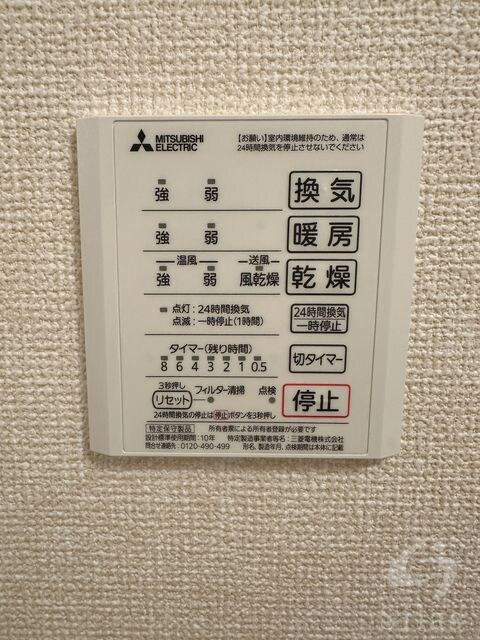 MITSUBISHI
ELECTRIC
【お願い】室内環境維持のため、通常は
24時間換気を停止させないでください
強 弱 換気
強 弱 暖房
温風 送風
強 弱 風乾燥 乾燥
点灯：24時間換気
点滅：一時停止(1時間)
24時間換気
一時停止
タイマー(残り時間)
8 6 4 3 2 1 0.5
切タイマー
3秒押し
リセット フィルター清掃 点検
停止
24時間換気の停止は停止ボタンを3秒押し
特定保守製品 所有者票による所有者登録が必要です
設計標準使用期間：10年 特定製造事業者等名：三菱電機株式会社
問合せ連絡先：0120-490-499 形名、製造年月、点検期間は本体に記載